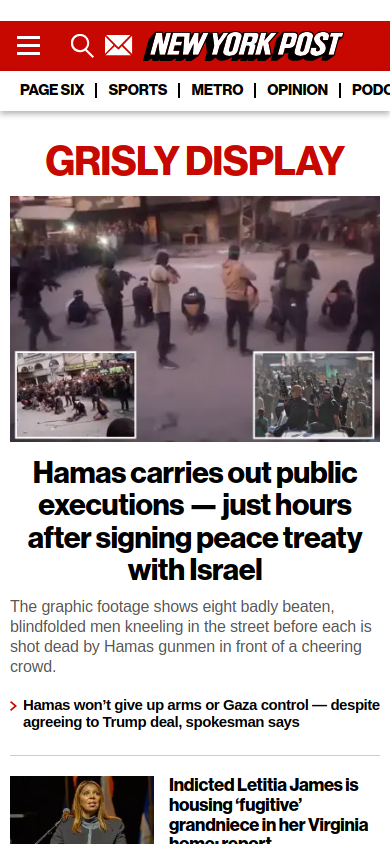 NEW YORK POST
PAGE SIX | SPORTS | METRO | OPINION | PODC
GRISLY DISPLAY
Hamas carries out public
executions — just hours
after signing peace treaty
with Israel
The graphic footage shows eight badly beaten,
blindfolded men kneeling in the street before each is
shot dead by Hamas gunmen in front of a cheering
crowd.
Hamas won’t give up arms or Gaza control — despite
agreeing to Trump deal, spokesman says
Indicted Letitia James is
housing ‘fugitive’
grandniece in her Virginia
home: report